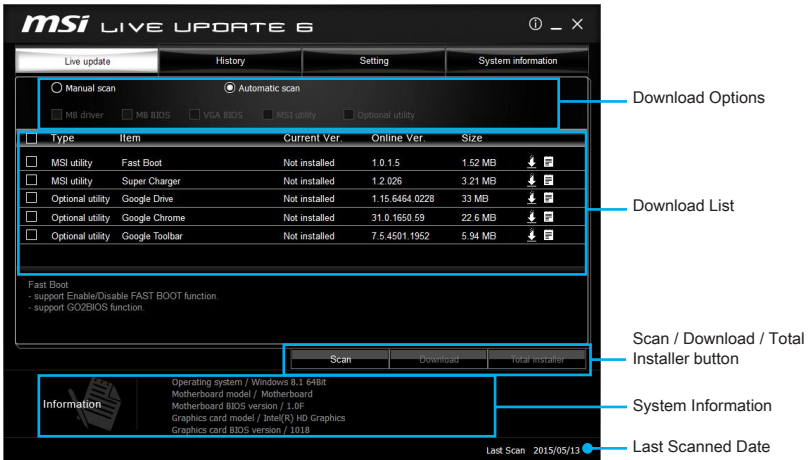 msi LIVE UPDATE 6
Live update History Setting System information
Manual scan Automatic scan
MB driver MB BIOS VGA BIOS MSI utility Optional utility
Download Options
Type Item Current Ver. Online Ver. Size
MSI utility Fast Boot Not installed 1.0.1.5 1.52 MB
MSI utility Super Charger Not installed 1.2.026 3.21 MB
Optional utility Google Drive Not installed 1.15.6464.0228 33 MB
Download List
Optional utility Google Chrome Not installed 31.0.1650.59 22.6 MB
Optional utility Google Toolbar Not installed 7.5.4501.1952 5.94 MB
Fast Boot
- support Enable/Disable FAST BOOT function.
- support GO2BIOS function.
Scan Download Total Installer
Scan / Download / Total
Installer button
Information
Operating system / Windows 8.1 64Bit
Motherboard model / Motherboard
Motherboard BIOS version / 1.0F
Graphics card model / Intel(R) HD Graphics
Graphics card BIOS version / 1018
System Information
Last Scan 2015/05/13
Last Scanned Date